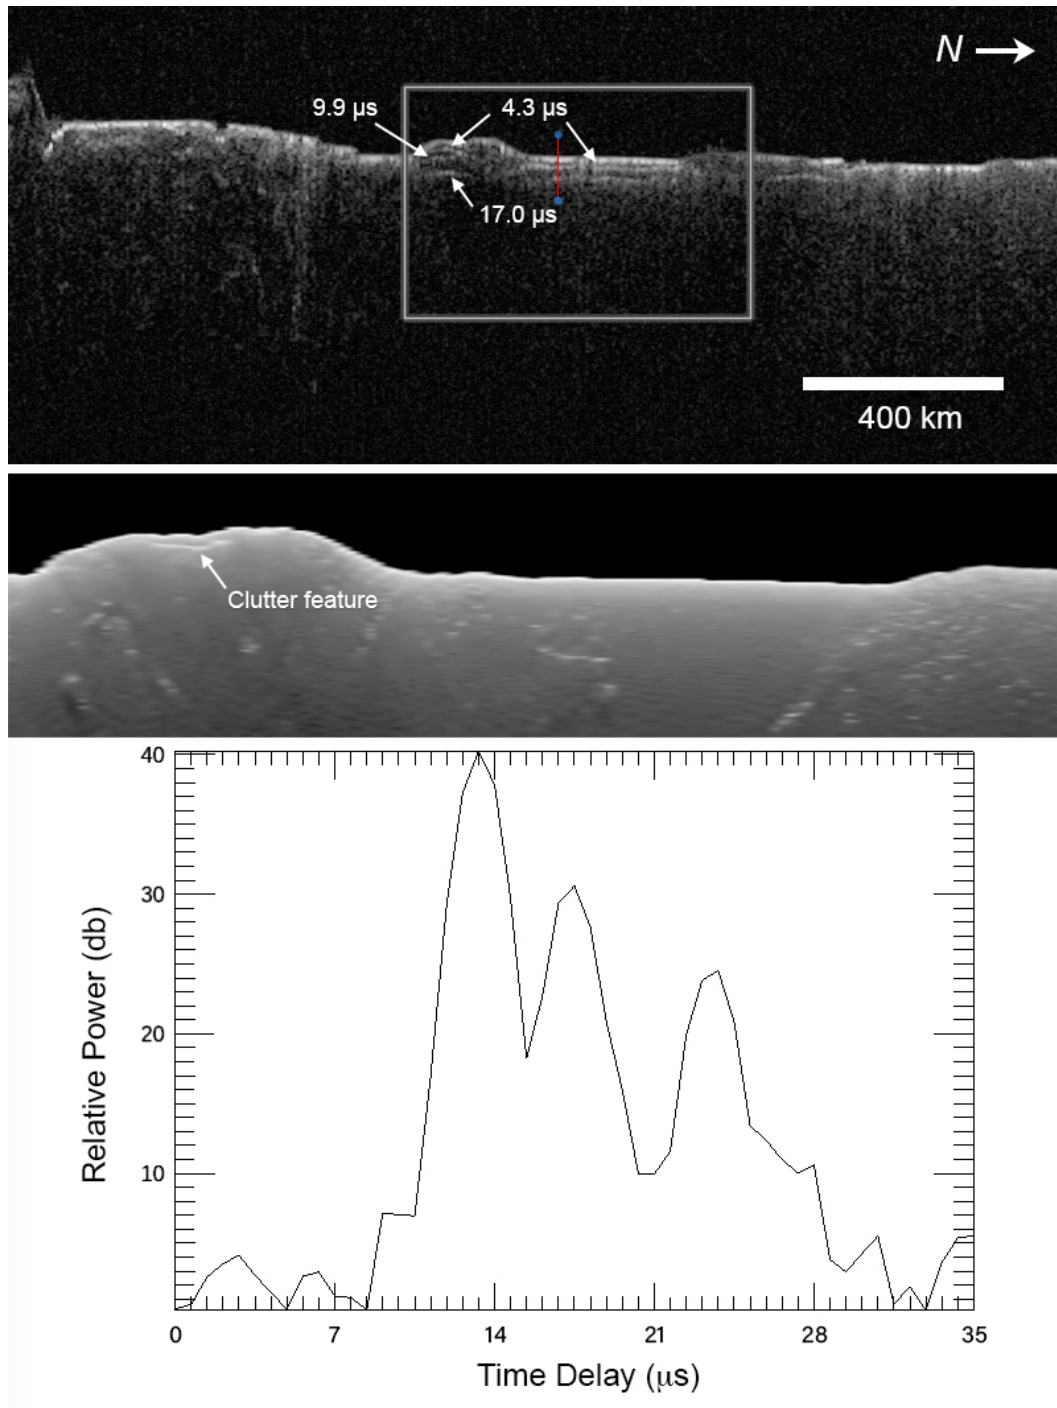 N
9.9 μs
4.3 μs
17.0 μs
400 km
Clutter feature
40
30
20
10
Relative Power (db)
0 7 14 21 28 35
Time Delay (μs)